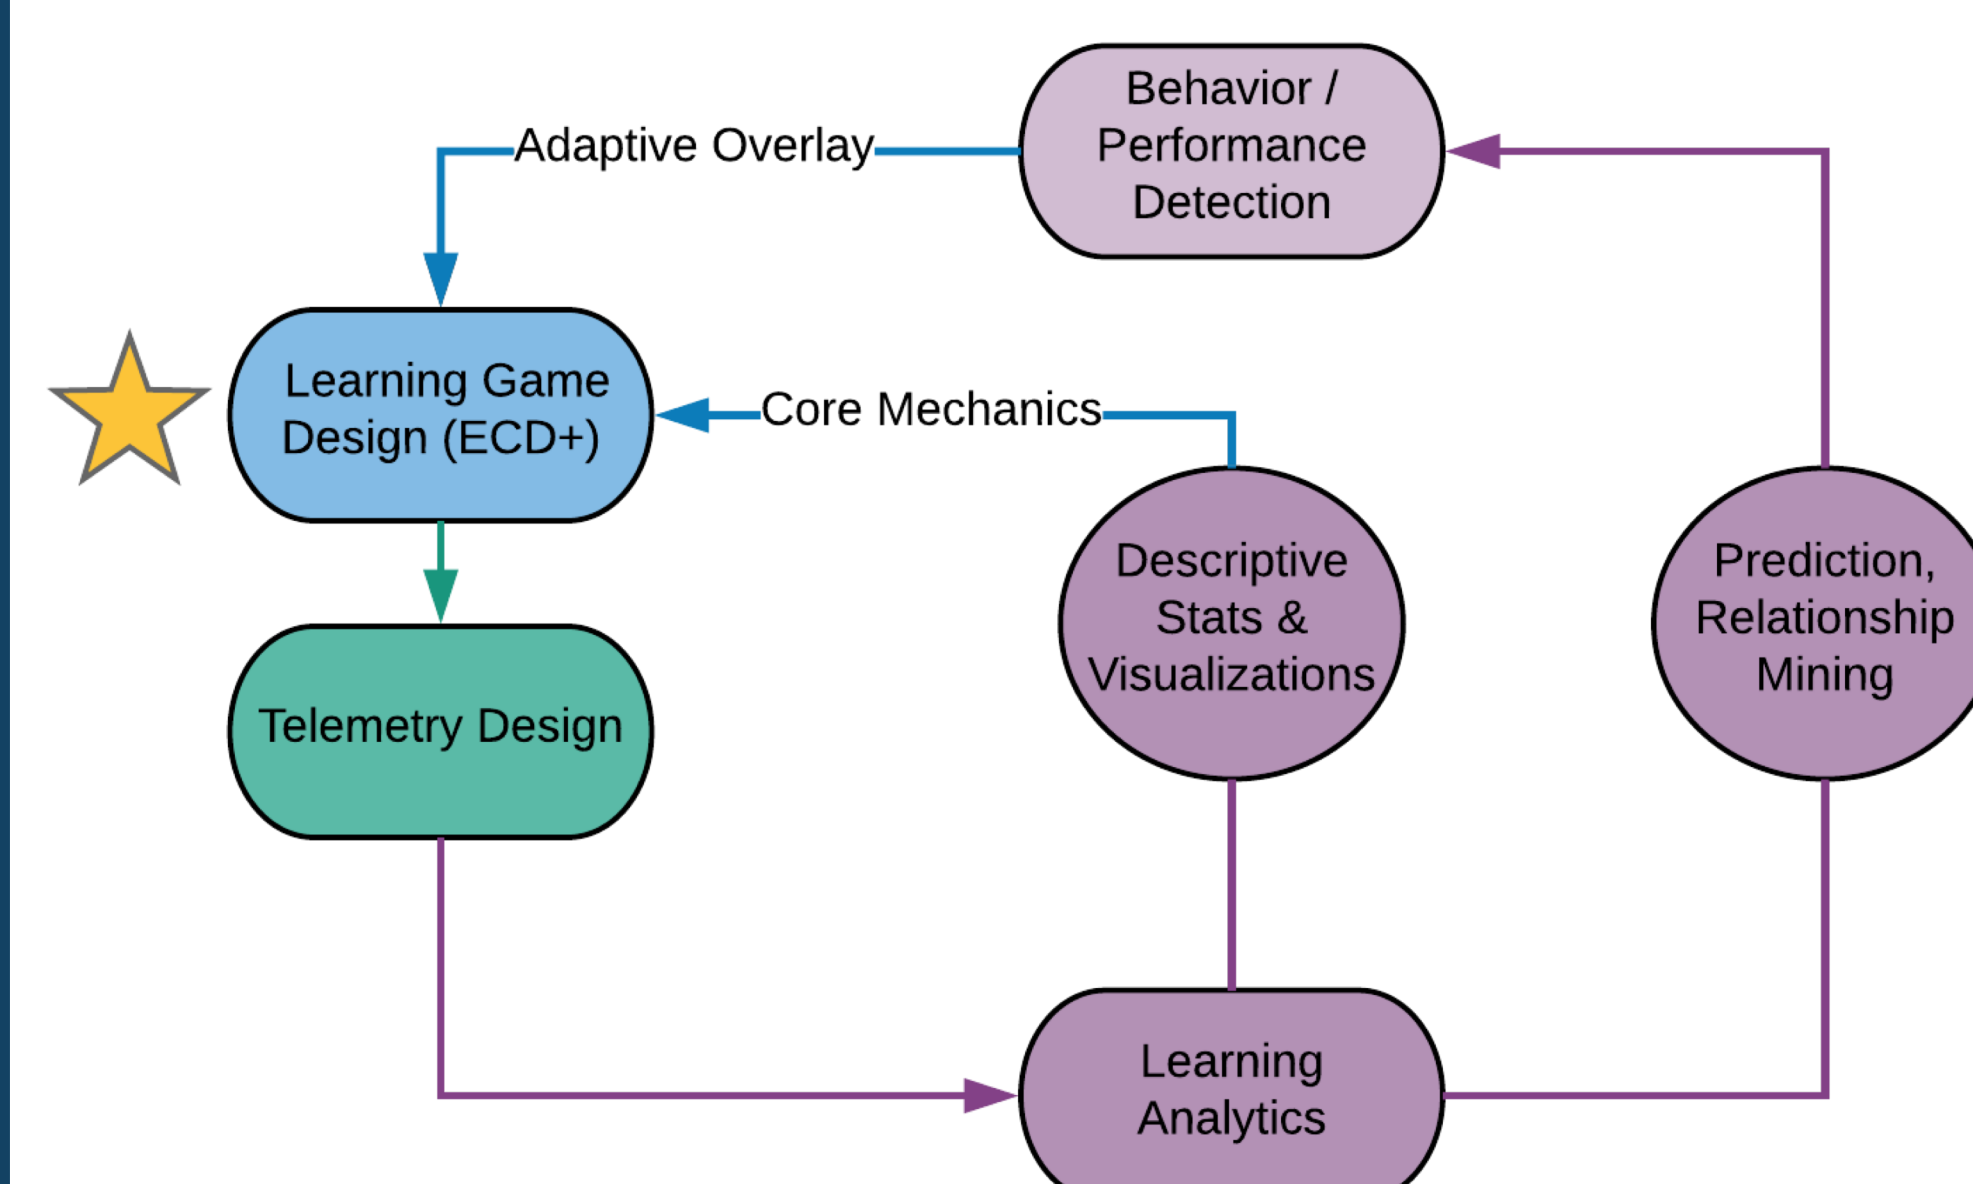 Behavior /
Performance
Detection
Adaptive Overlay
Learning Game
Design (ECD+)
Core Mechanics
Descriptive
Stats &
Visualizations
Prediction,
Relationship
Mining
Telemetry Design
Learning
Analytics